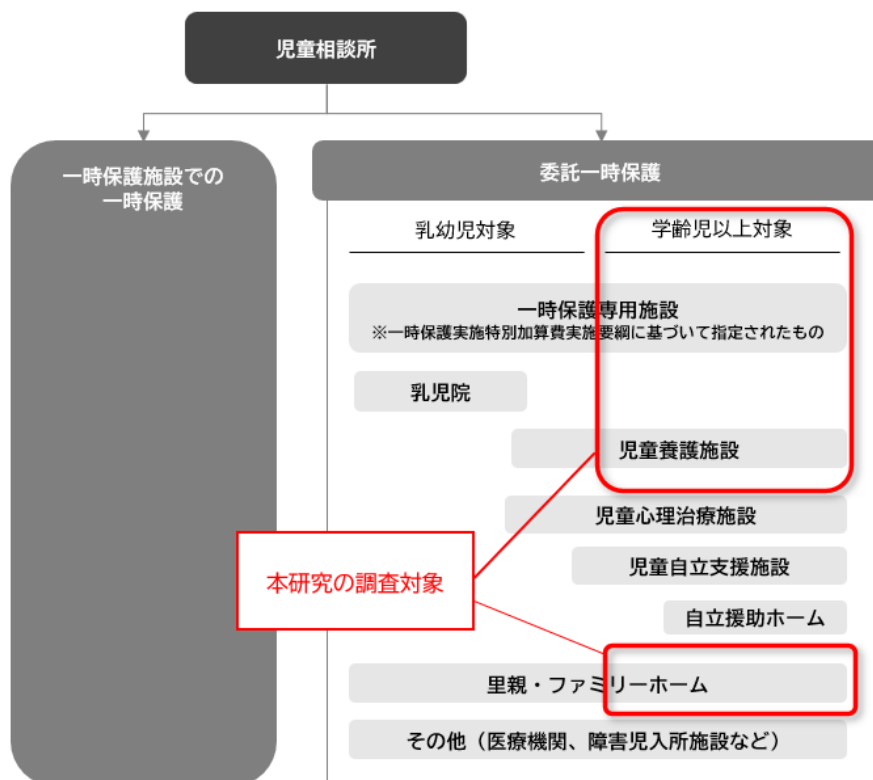 児童相談所
一時保護施設での
一時保護
委託一時保護
乳幼児対象
学齢児以上対象
一時保護専用施設
※一時保護実施特別加算費実施要綱に基づいて指定されたもの
乳児院
児童養護施設
児童心理治療施設
本研究の調査対象
児童自立支援施設
自立援助ホーム
里親・ファミリーホーム
その他（医療機関、障害児入所施設など）